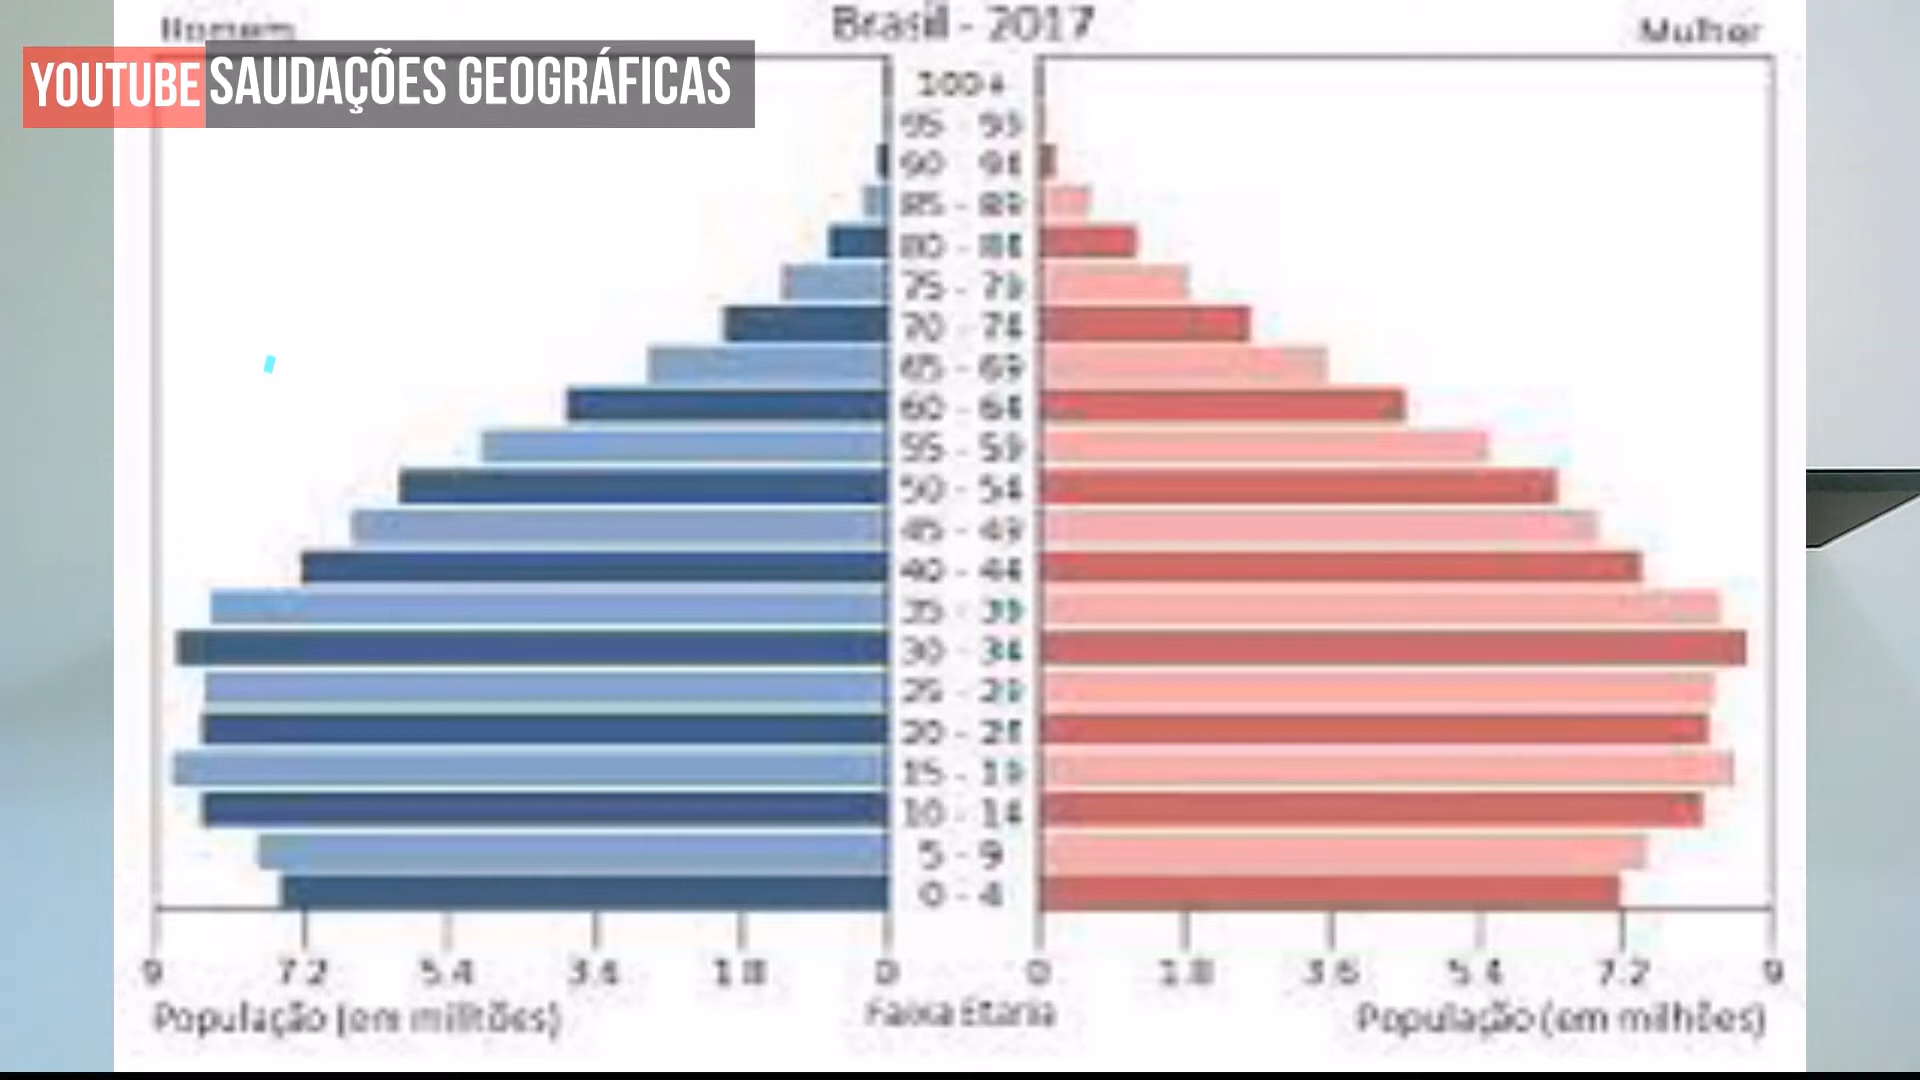 Homem Brasil - 2017 Mulher
YOUTUBE SAUDAÇÕES GEOGRÁFICAS
100+
95 - 99
90 - 94
85 - 89
80 - 84
75 - 79
70 - 74
65 - 69
60 - 64
55 - 59
50 - 54
45 - 49
40 - 44
35 - 39
30 - 34
25 - 29
20 - 24
15 - 19
10 - 14
5 - 9
0 - 4
9 7.2 5.4 3.6 1.8 0 0 1.8 3.6 5.4 7.2 9
População (em milhões) Faixa Etária População (em milhões)